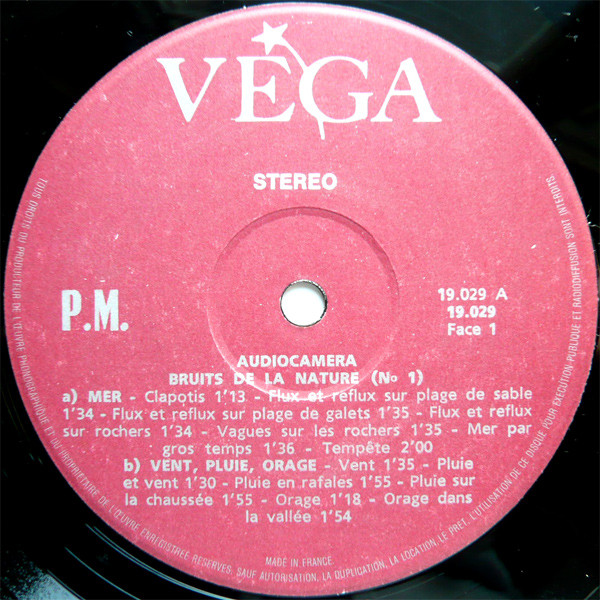 VÉGA
STEREO
P.M.
19.029 A
19.029
Face 1
AUDIOCAMERA
BRUITS DE LA NATURE (No 1)
a) MER - Clapotis 1'13 - Flux et reflux sur plage de sable
1'34 - Flux et reflux sur plage de galets 1'35 - Flux et reflux
sur rochers 1'34 - Vagues sur les rochers 1'35 - Mer par
gros temps 1'36 - Tempête 2'00
b) VENT, PLUIE, ORAGE - Vent 1'35 - Pluie
et vent 1'30 - Pluie en rafales 1'55 - Pluie sur
la chaussée 1'55 - Orage 1'18 - Orage dans
la vallée 1'54
MADE IN FRANCE
TOUS DROITS DU PRODUCTEUR DE L'ŒUVRE PHONOGRAPHIQUE ET DU PROPRIÉTAIRE DE L'ŒUVRE ENREGISTRÉE RÉSERVÉS. SAUF AUTORISATION, LA DUPLICATION, LA LOCATION, LE PRÊT, L'UTILISATION DE CE DISQUE POUR EXÉCUTION PUBLIQUE ET RADIODIFFUSION SONT INTERDITS.